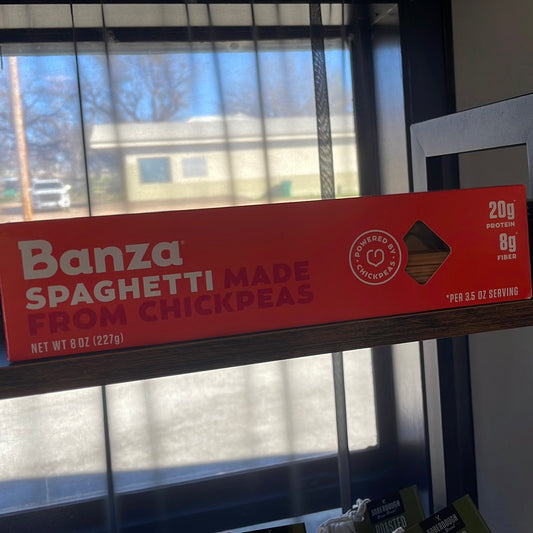 Banza
SPAGHETTI MADE
FROM CHICKPEAS
NET WT 8 OZ (227g)
POWERED BY
CHICKPEAS
20g*
PROTEIN
8g*
FIBER
*PER 3.5 OZ SERVING
ROASTED